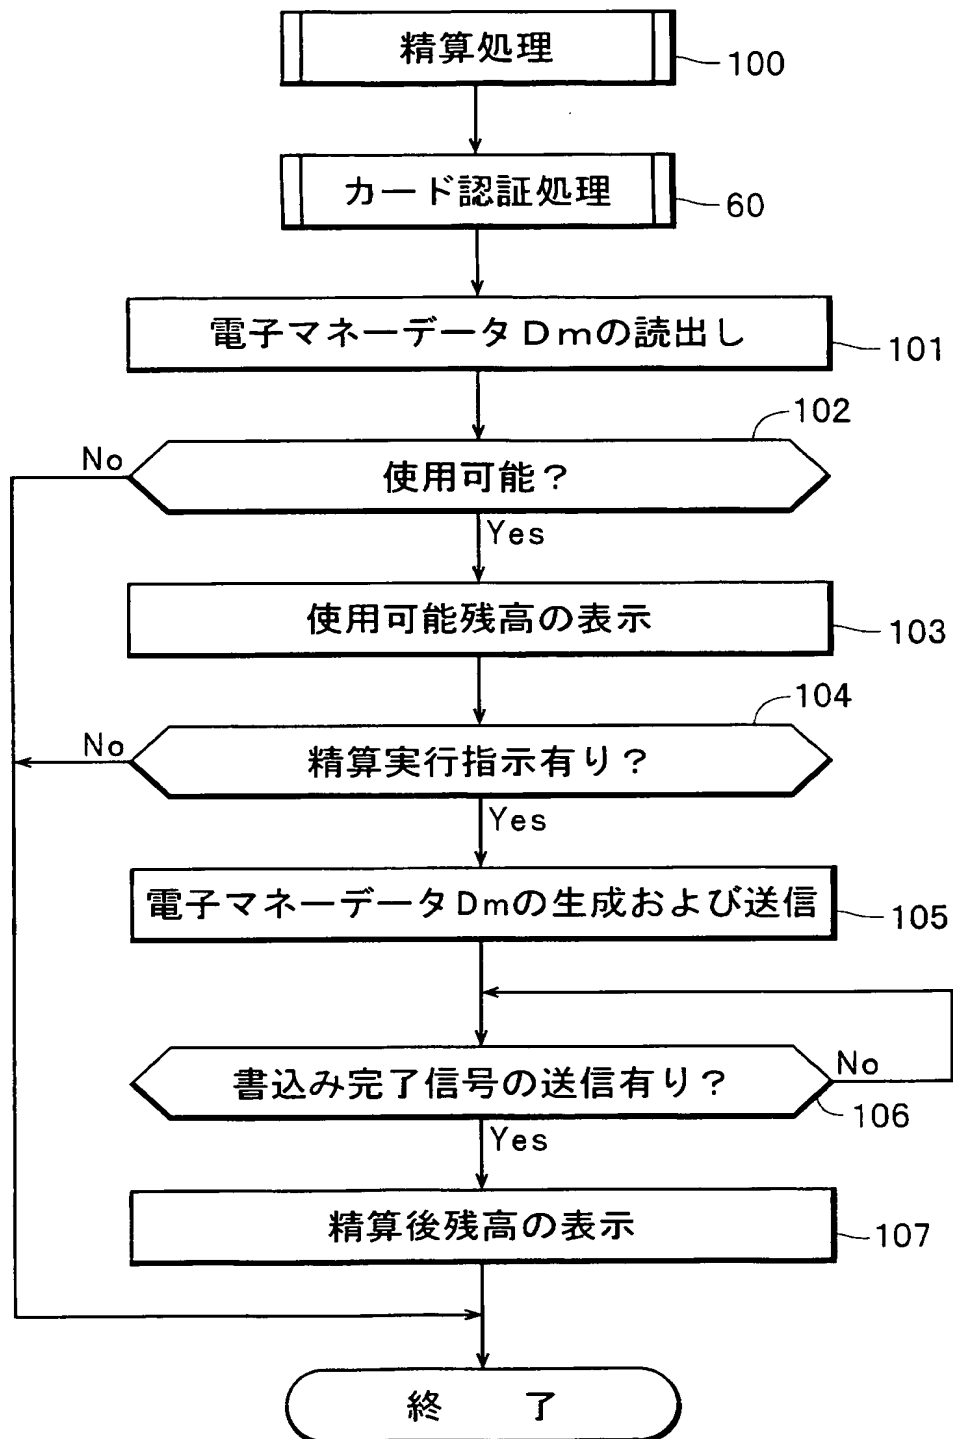 精算処理
100
カード認証処理
60
電子マネーデータDmの読出し
101
102
No
使用可能?
Yes
使用可能残高の表示
103
104
No
精算実行指示有り?
Yes
電子マネーデータDmの生成および送信
105
書込み完了信号の送信有り?
No
106
Yes
精算後残高の表示
107
終 了